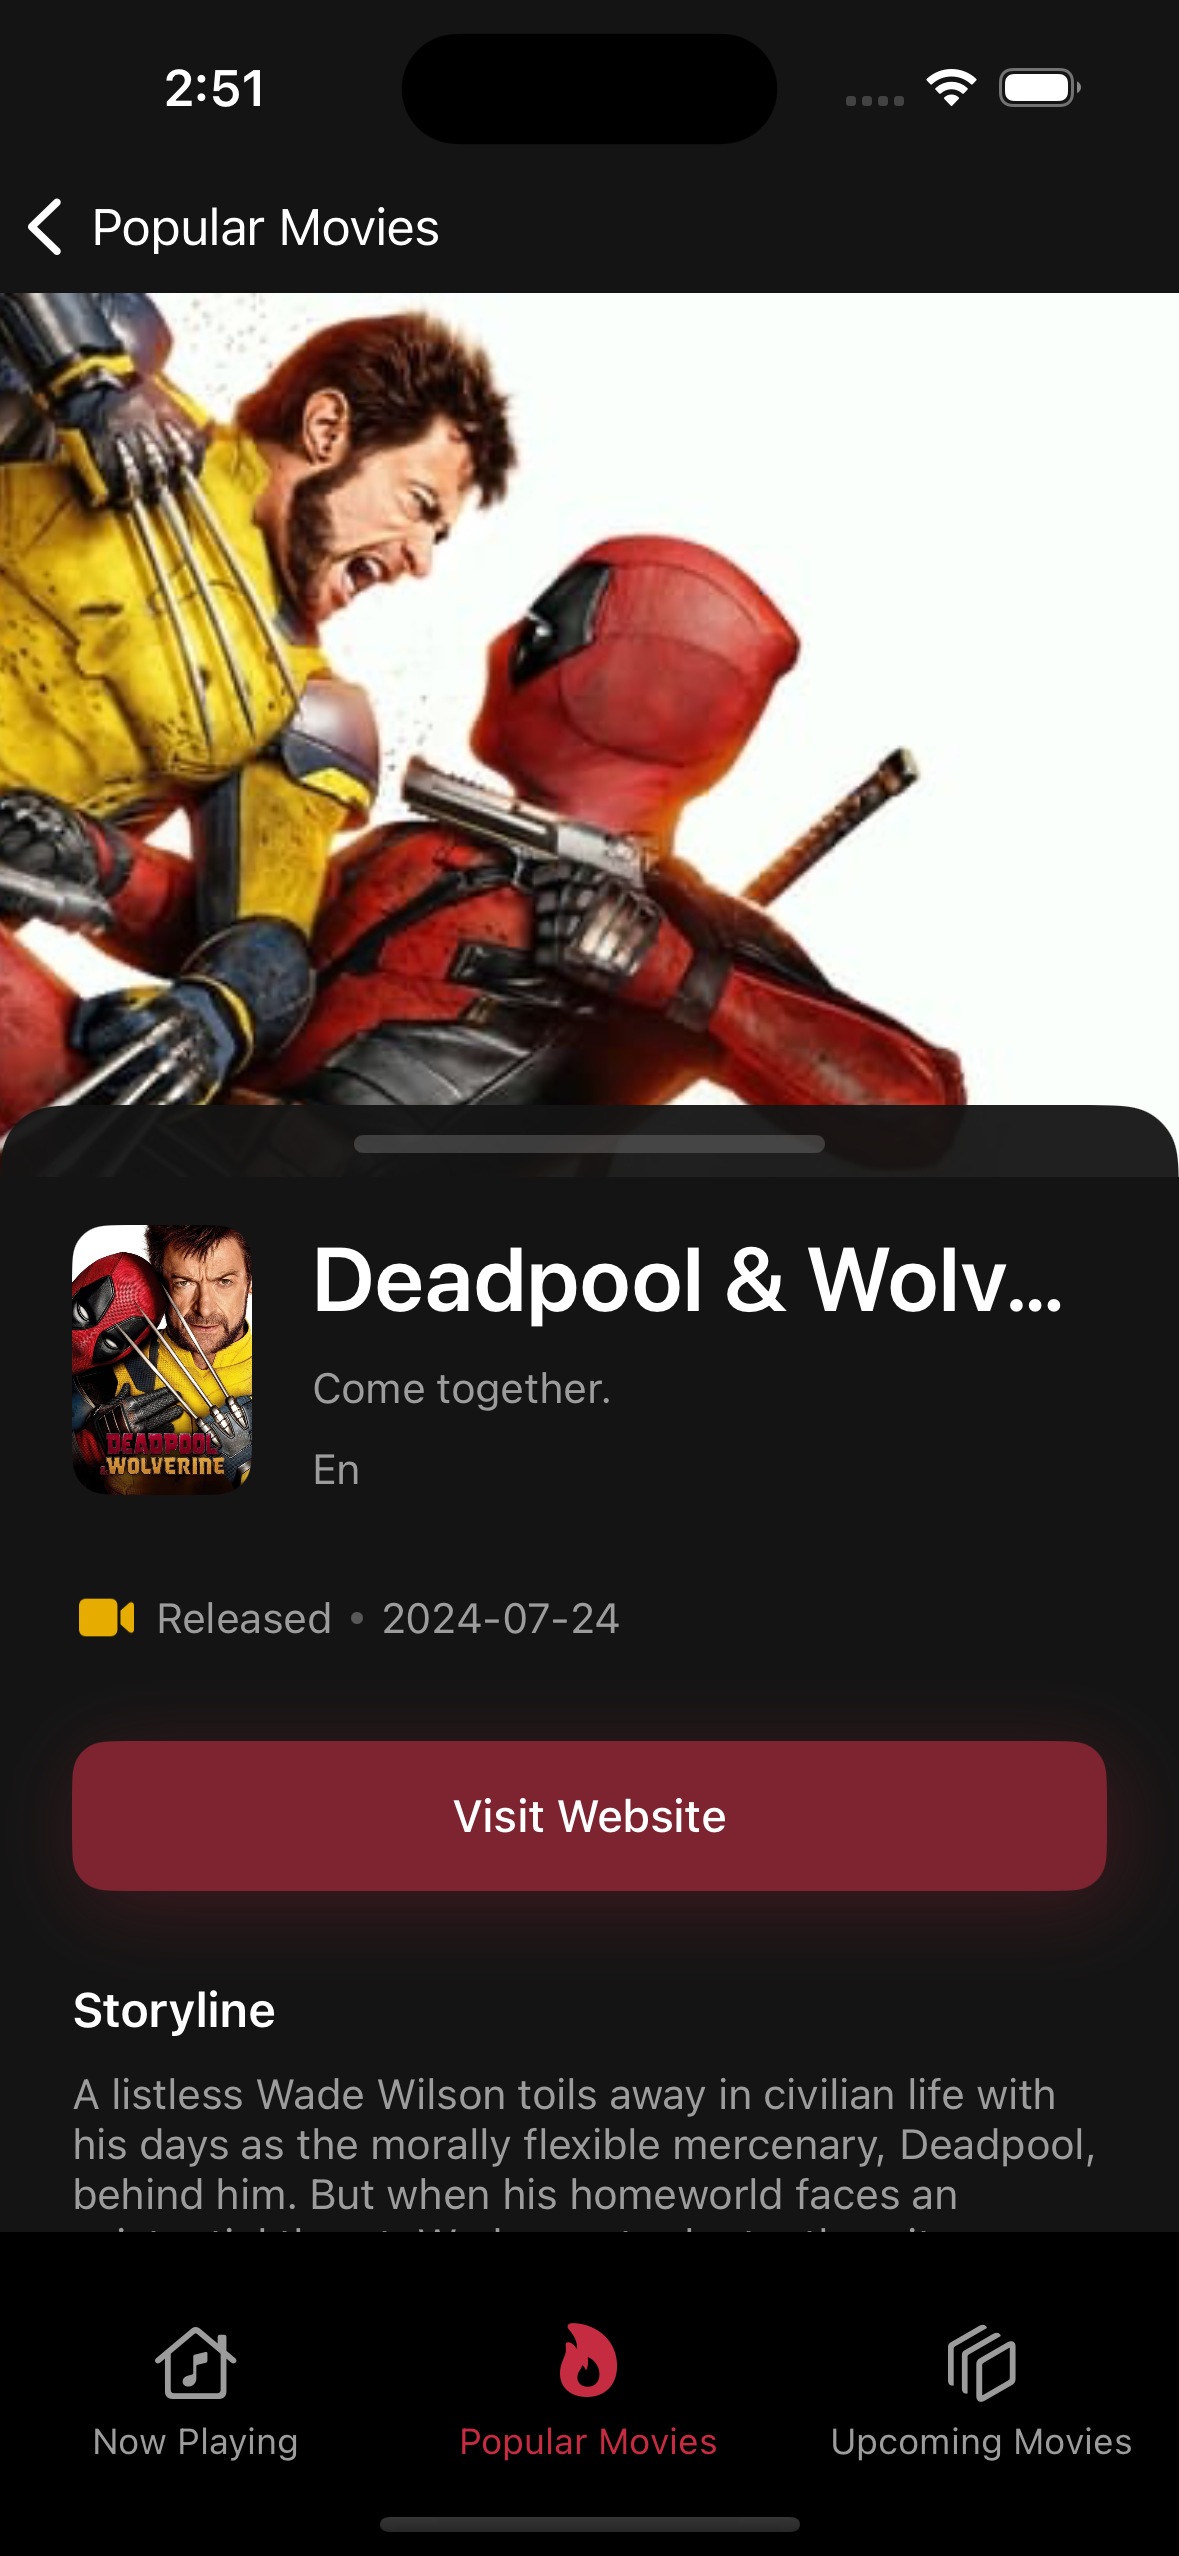 2:51
Popular Movies
Deadpool & Wolv...
Come together.
En
DEADPOOL
& WOLVERINE
Released • 2024-07-24
Visit Website
Storyline
A listless Wade Wilson toils away in civilian life with
his days as the morally flexible mercenary, Deadpool,
behind him. But when his homeworld faces an
Now Playing
Popular Movies
Upcoming Movies